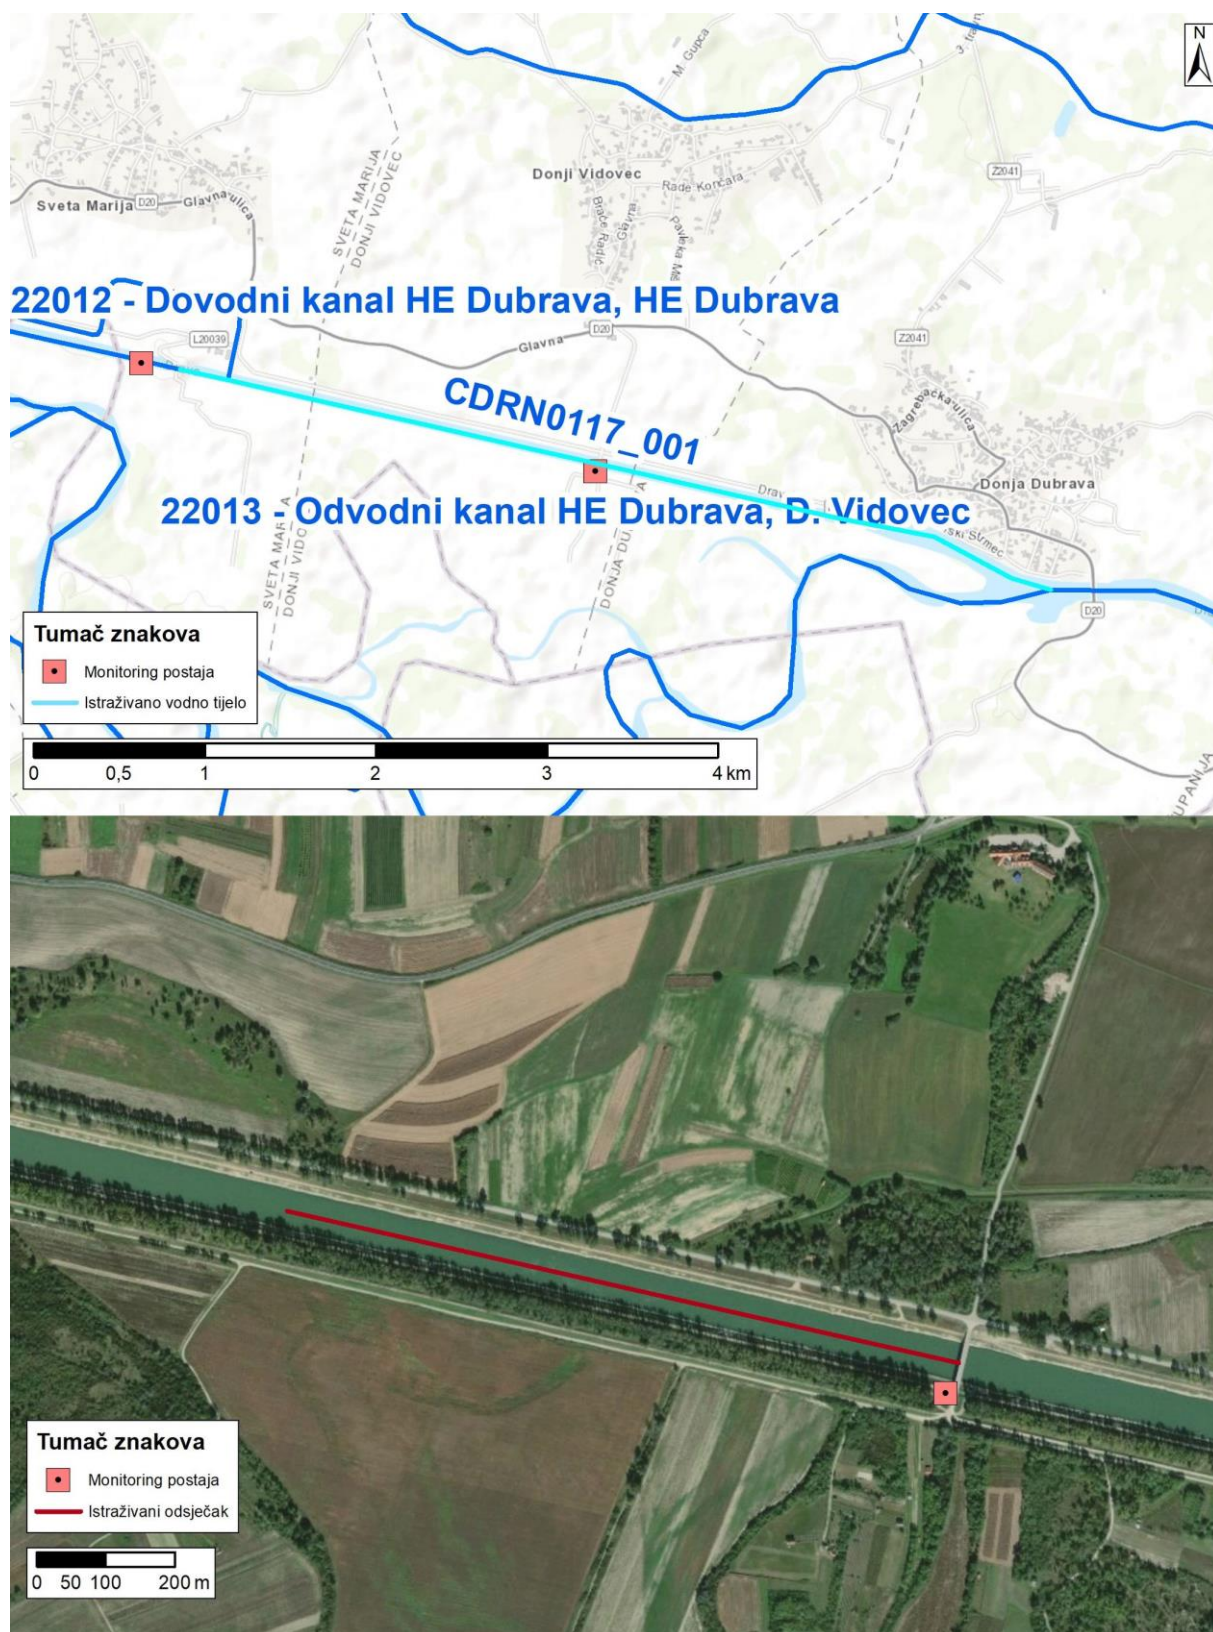 N
M. Gupca
3. travnj
SVETA MARIJA
DONJI VIDOVEC
Donji Vidovec
Z2041
Rade Končara
Sveta Marija
D20
Glavna ulica
Braće Radić
Glavna
22012 - Dovodni kanal HE Dubrava, HE Dubrava
L20039
D20
Glavna
Z2041
CDRN0117_001
Zagrebačka ulica
Donja Dubrava
22013 - Odvodni kanal HE Dubrava, D. Vidovec
SVETA MAR
DONJI VIDO
DONJA DU
D20
Tumač znakova
Monitoring postaja
Istraživano vodno tijelo
0 0,5 1 2 3 4 km
ŽUPANIJA
Tumač znakova
Monitoring postaja
Istraživani odsječak
0 50 100 200 m